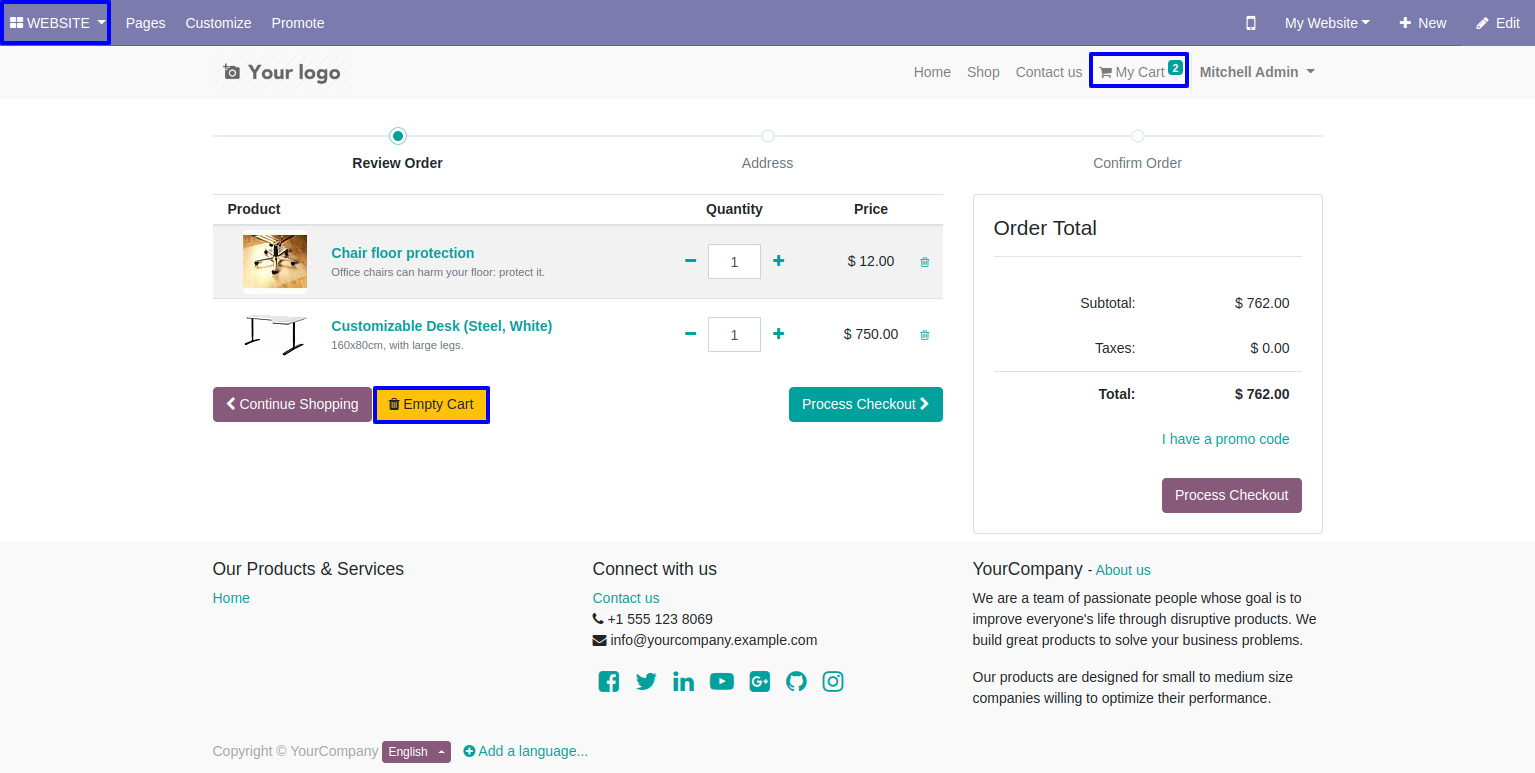 WEBSITE Pages Customize Promote My Website New Edit
Your logo Home Shop Contact us My Cart 2 Mitchell Admin
Review Order Address Confirm Order
Product Quantity Price
Chair floor protection
Office chairs can harm your floor: protect it.
1 $ 12.00
Customizable Desk (Steel, White)
160x80cm, with large legs.
1 $ 750.00
Continue Shopping Empty Cart Process Checkout
Order Total
Subtotal: $ 762.00
Taxes: $ 0.00
Total: $ 762.00
I have a promo code
Process Checkout
Our Products & Services
Home
Connect with us
Contact us
+1 555 123 8069
info@yourcompany.example.com
YourCompany - About us
We are a team of passionate people whose goal is to
improve everyone's life through disruptive products. We
build great products to solve your business problems.
Our products are designed for small to medium size
companies willing to optimize their performance.
Copyright © YourCompany English Add a language...